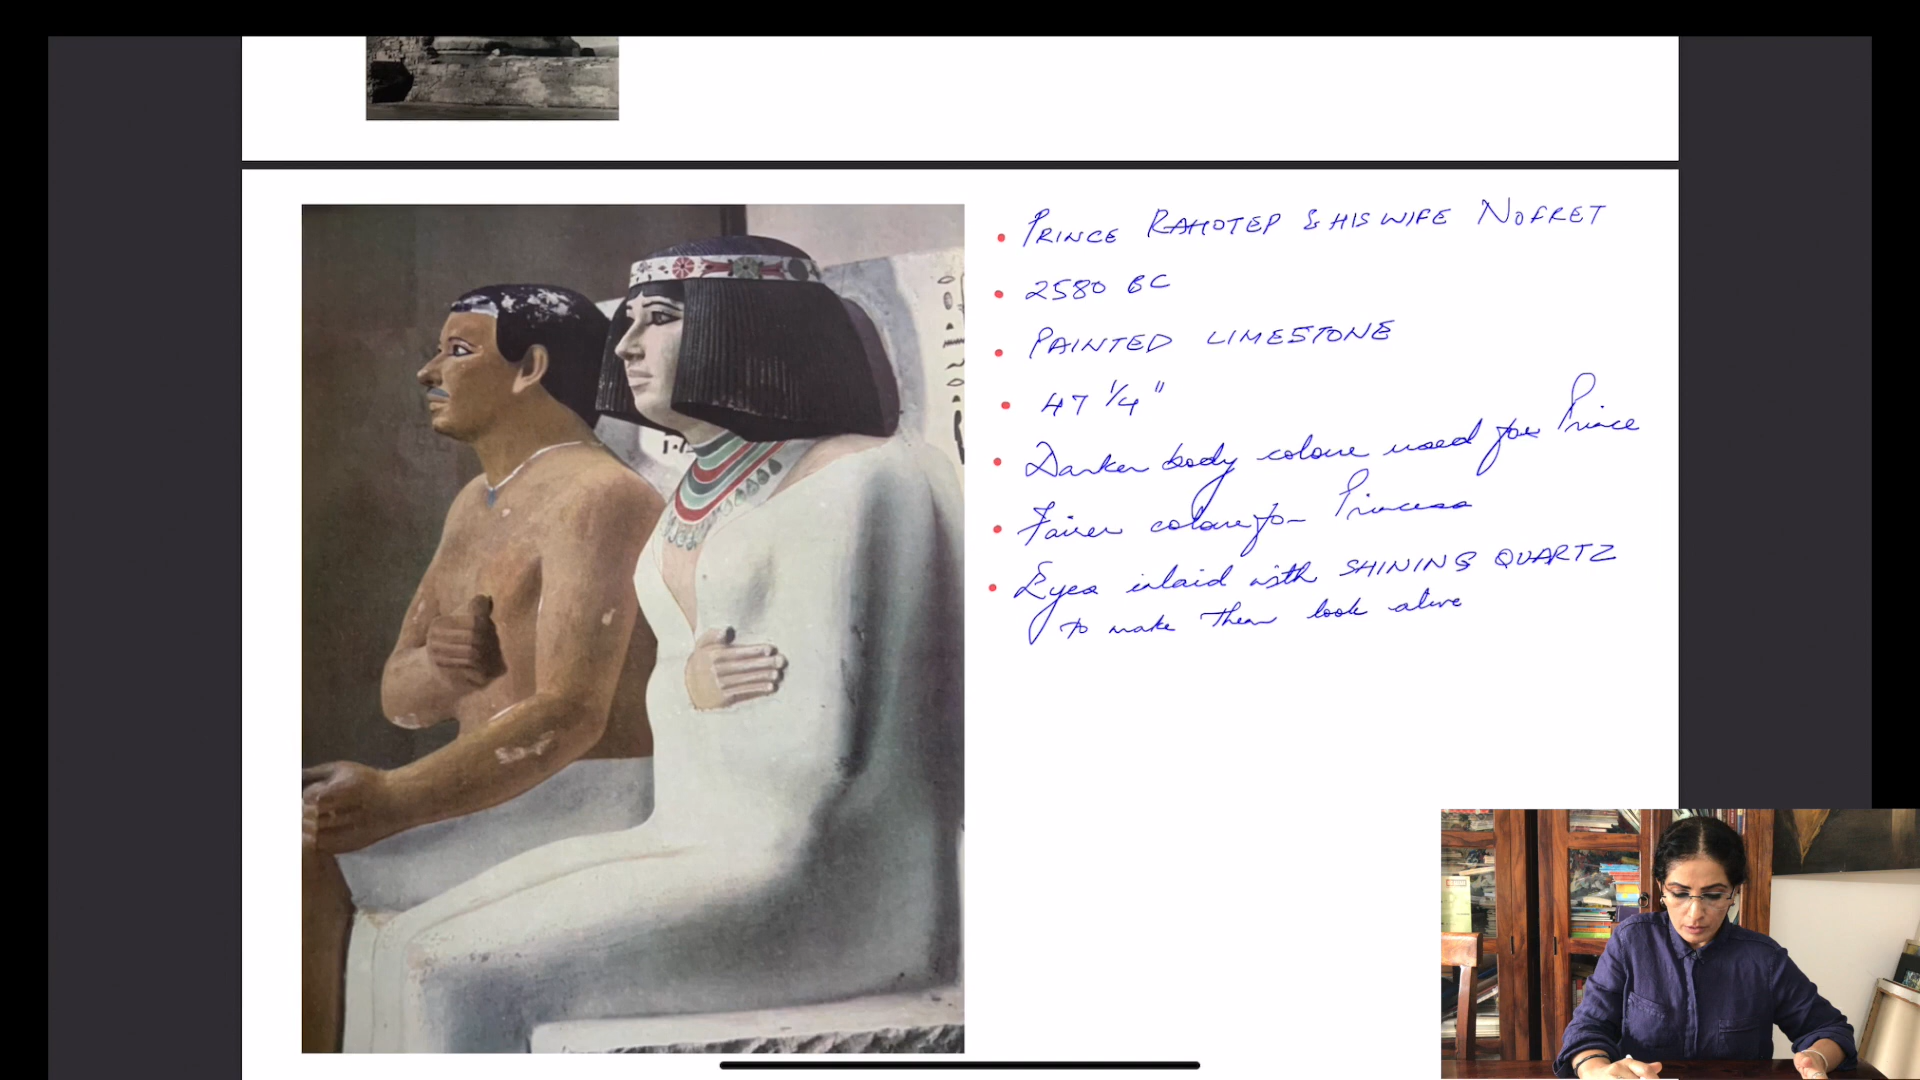 PRINCE RAHOTEP & HIS WIFE NOFRET
2580 BC
PAINTED LIMESTONE
47 1/4"
Darker body colour used for Prince
Fairer colour for Princess
Eyes inlaid with SHINING QUARTZ
to make them look alive